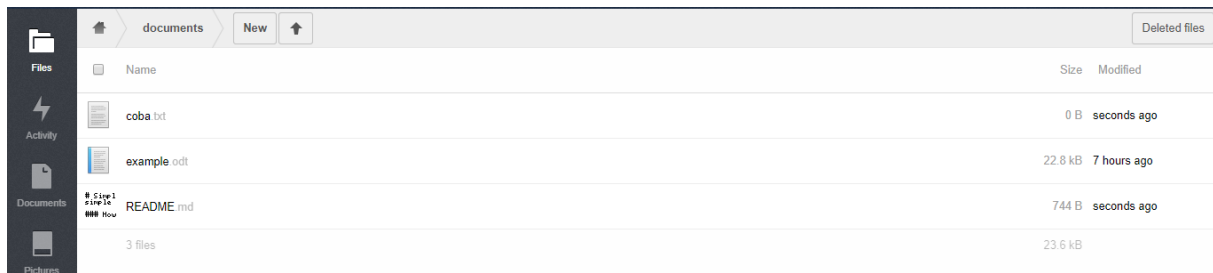 documents New Deleted files
Files
Name Size Modified
Activity
coba.txt 0 B seconds ago
example.odt 22.8 kB 7 hours ago
Documents
# Simpl
simple
### How
README.md 744 B seconds ago
3 files 23.6 kB
Pictures